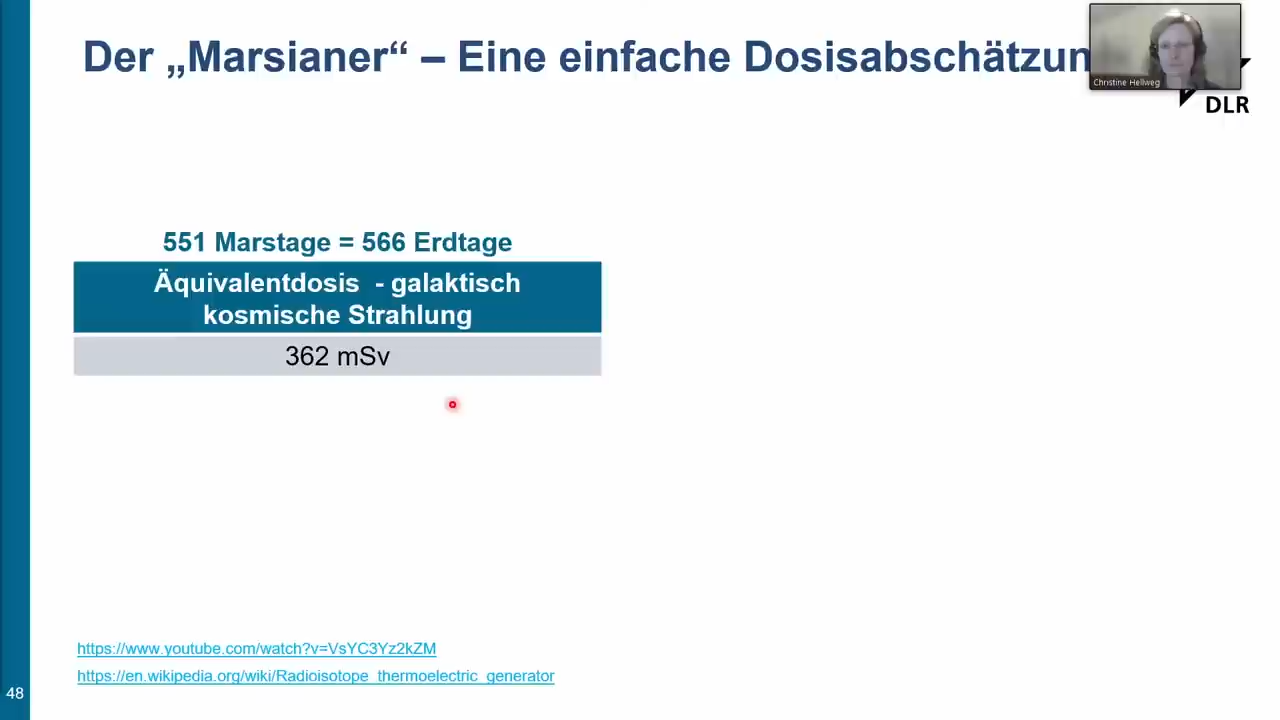 Der „Marsianer“ – Eine einfache Dosisabschätzun
Christine Hellweg
DLR
551 Marstage = 566 Erdtage
Äquivalentdosis - galaktisch
kosmische Strahlung
362 mSv
https://www.youtube.com/watch?v=VsYC3Yz2kZM
https://en.wikipedia.org/wiki/Radioisotope_thermoelectric_generator
48